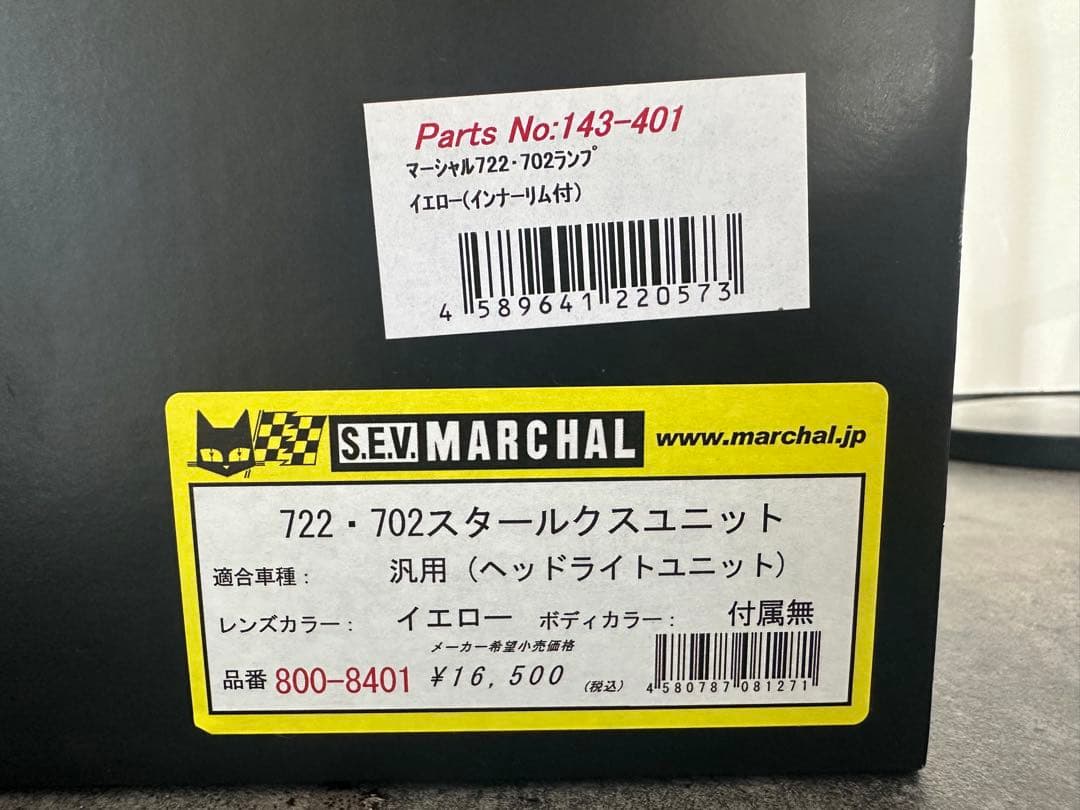 Parts No:143-401
マーシャル722・702ランプ
イエロー(インナーリム付)
4 589641 220573
S.E.V. MARCHAL www.marchal.jp
722・702スタールクスユニット
適合車種: 汎用(ヘッドライトユニット)
レンズカラー: イエロー ボディカラー: 付属無
メーカー希望小売価格
品番 800-8401 ¥16,500 (税込)
4 580787 081271